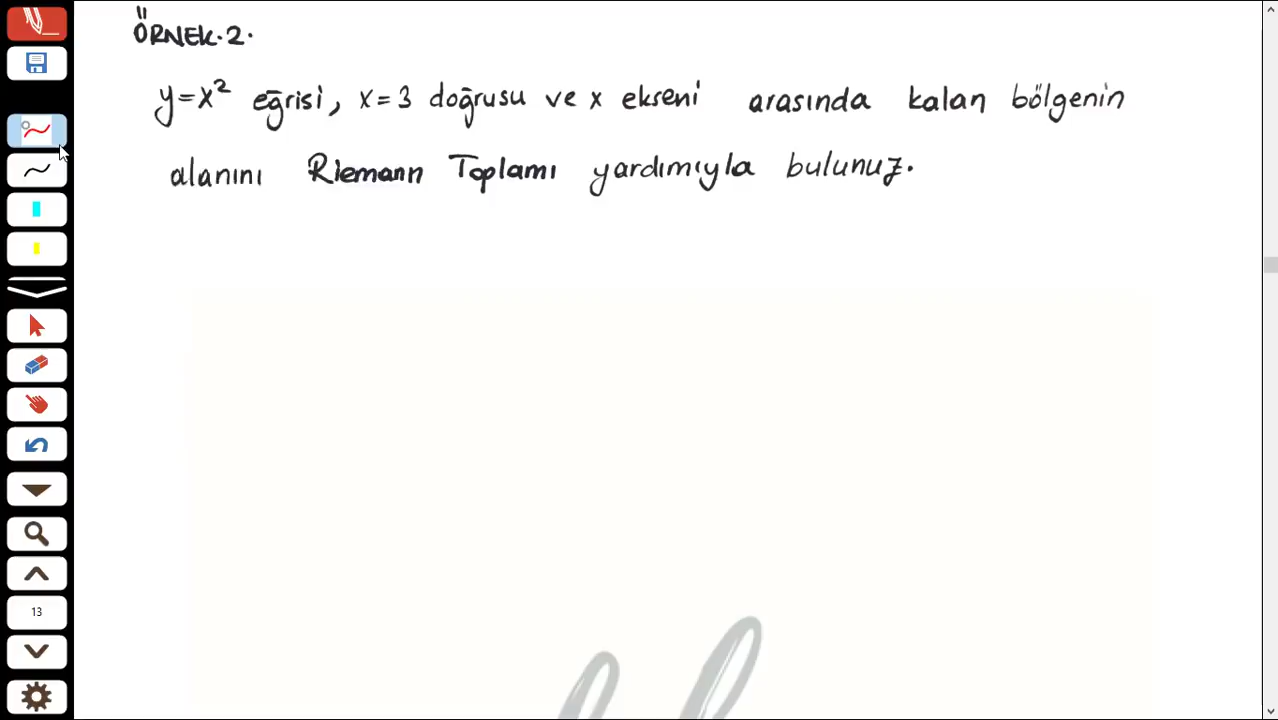 ÖRNEK.2.
y=x² eğrisi, x=3 doğrusu ve x ekseni arasında kalan bölgenin
alanını Riemann Toplamı yardımıyla bulunuz.
13